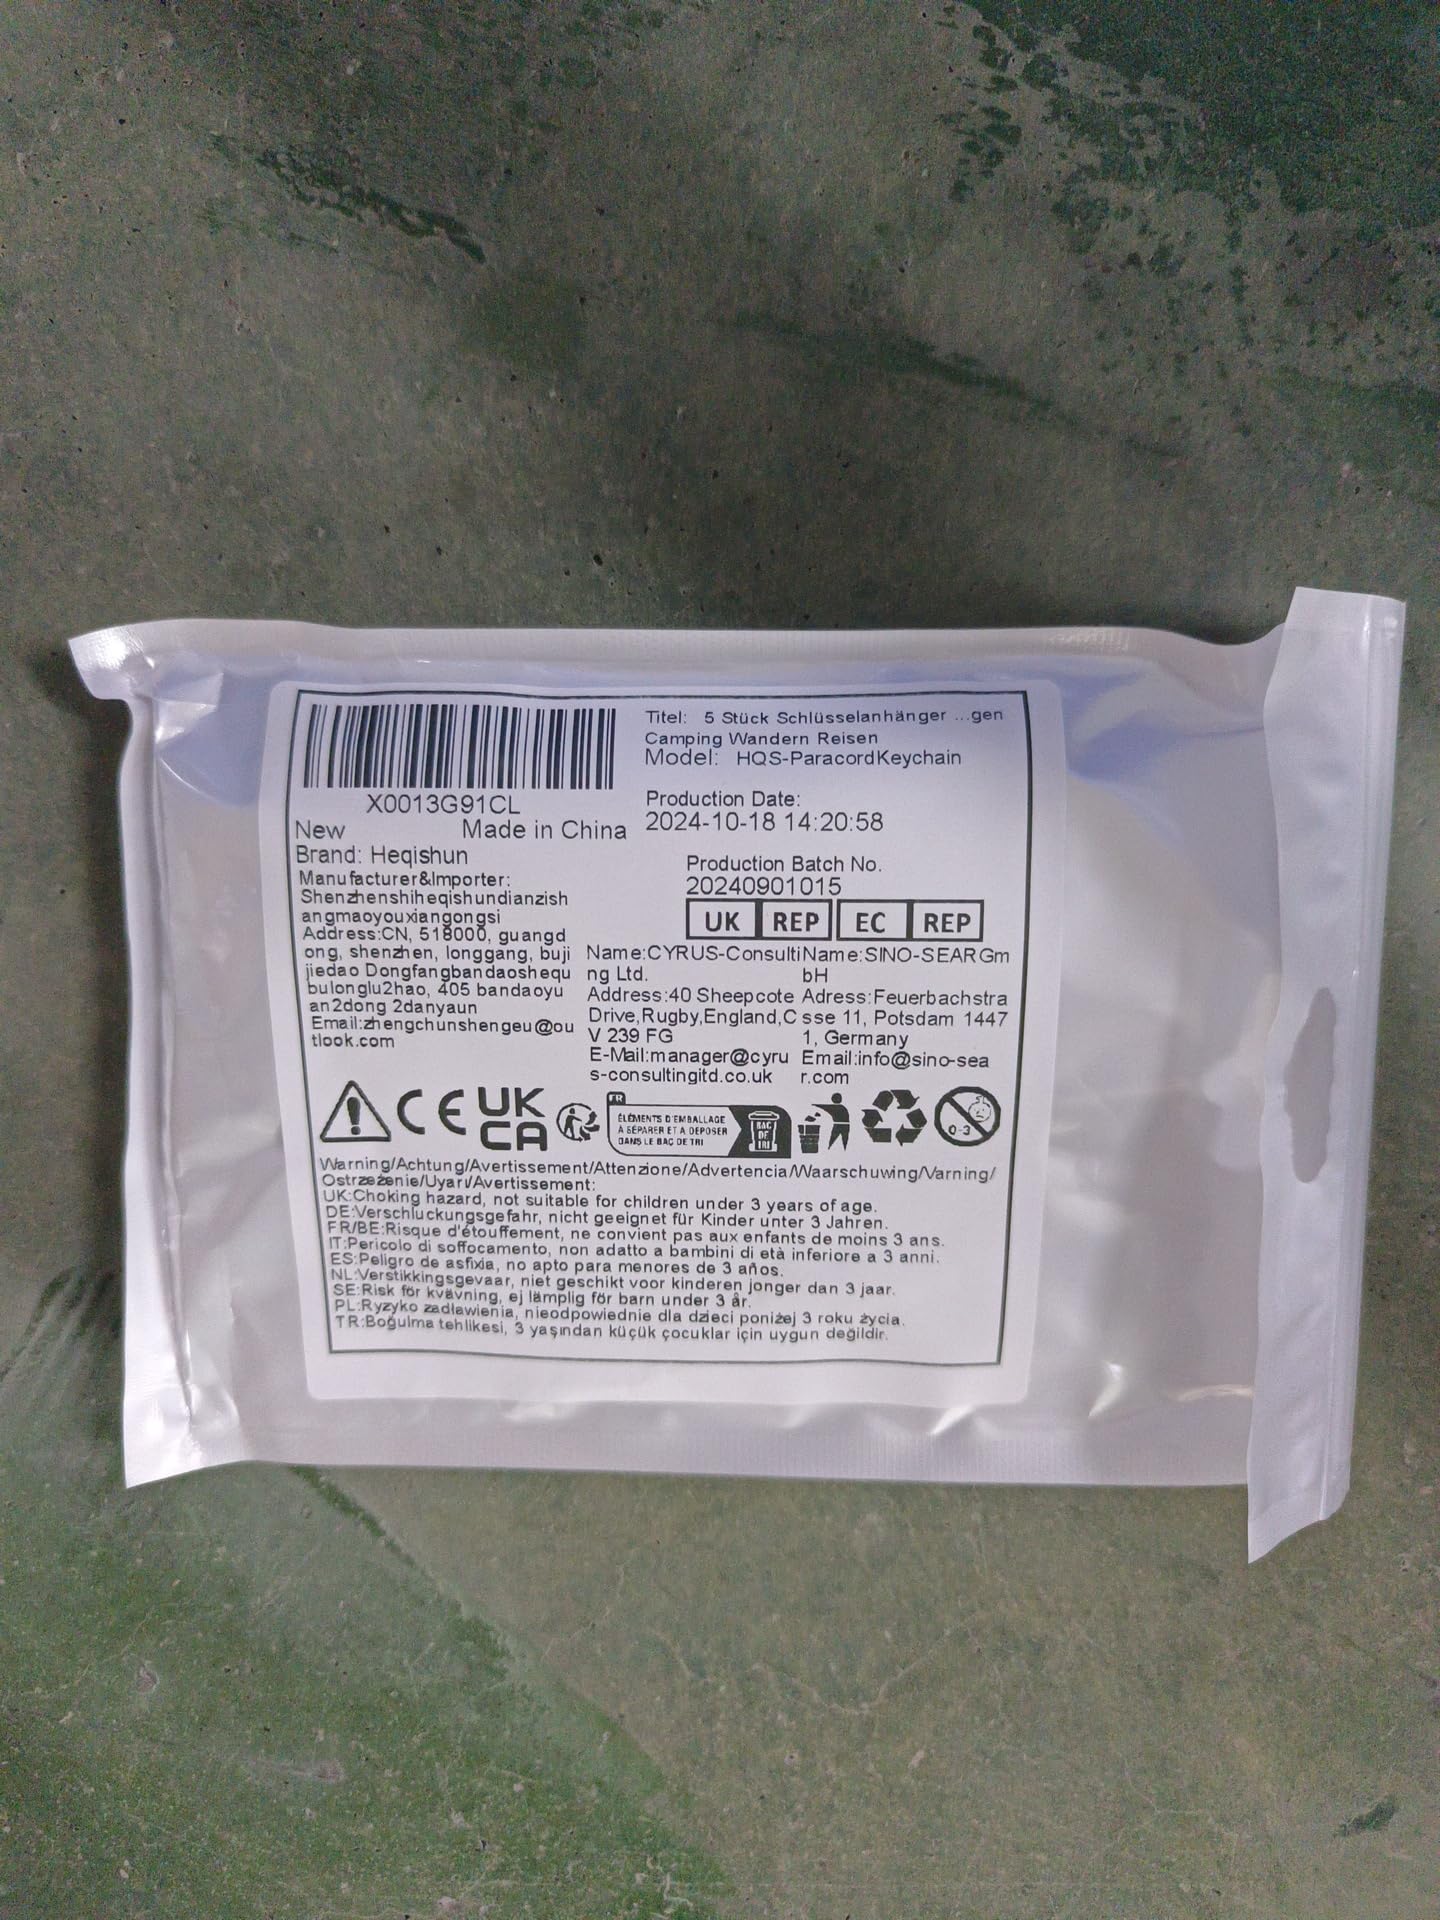 X0013G91CL
New Made in China
Brand: Heqishun
Manufacturer&Importer:
Shenzhenshiheqishundianzish
angmaoyouxiangongsi
Address:CN, 518000, guangd
ong, shenzhen, longgang, buji
jiedao Dongfangbandaoshequ
bulonglu2hao, 405 bandaoyu
an2dong 2danyaun
Email:zhengchunshengeu@ou
tlook.com
Titel: 5 Stück Schlüsselanhänger ...gen
Camping Wandern Reisen
Model: HQS-ParacordKeychain
Production Date:
2024-10-18 14:20:58
Production Batch No.
20240901015
UK REP
Name:CYRUS-Consulti
ng Ltd.
Address:40 Sheepcote
Drive,Rugby,England,C
V 239 FG
E-Mail:manager@cyru
s-consultingitd.co.uk
EC REP
Name:SINO-SEARGm
bH
Adress:Feuerbachstra
sse 11, Potsdam 1447
1, Germany
Email:info@sino-sea
r.com
CE
UK
CA
FR
ÉLÉMENTS D'EMBALLAGE
À SÉPARER ET À DÉPOSER
DANS LE BAC DE TRI
BAC
DE
TRI
0-3
Warning/Achtung/Avertissement/Attenzione/Advertencia/Waarschuwing/Varning/
Ostrzeżenie/Uyarı/Avertissement:
UK:Choking hazard, not suitable for children under 3 years of age.
DE:Verschluckungsgefahr, nicht geeignet für Kinder unter 3 Jahren.
FR/BE:Risque d'étouffement, ne convient pas aux enfants de moins 3 ans.
IT:Pericolo di soffocamento, non adatto a bambini di età inferiore a 3 anni.
ES:Peligro de asfixia, no apto para menores de 3 años.
NL:Verstikkingsgevaar, niet geschikt voor kinderen jonger dan 3 jaar.
SE:Risk för kvävning, ej lämplig för barn under 3 år.
PL:Ryzyko zadławienia, nieodpowiednie dla dzieci poniżej 3 roku życia.
TR:Boğulma tehlikesi, 3 yaşından küçük çocuklar için uygun değildir.